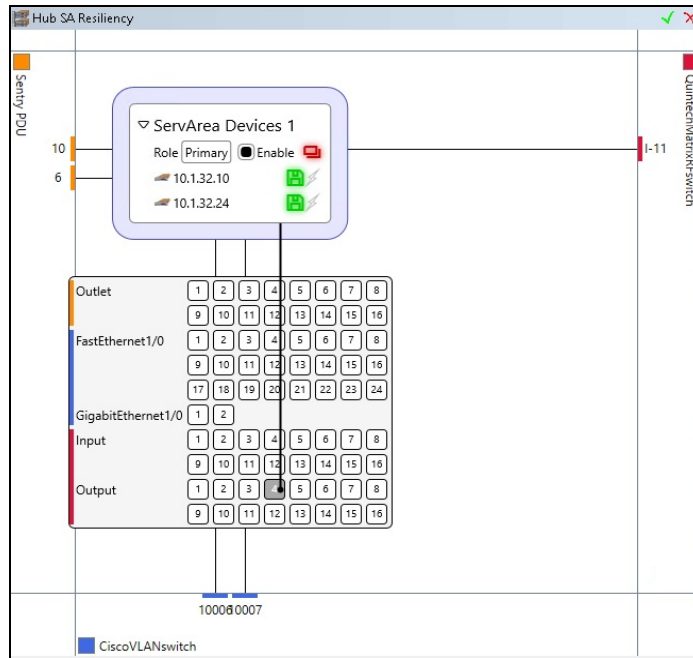 Hub SA Resiliency
Sentry PDU
QuintechMatrixRFswitch
ServArea Devices 1
Role Primary Enable
10.1.32.10
10.1.32.24
10
6
I-11
Outlet 1 2 3 4 5 6 7 8
9 10 11 12 13 14 15 16
FastEthernet1/0 1 2 3 4 5 6 7 8
9 10 11 12 13 14 15 16
17 18 19 20 21 22 23 24
GigabitEthernet1/0 1 2
Input 1 2 3 4 5 6 7 8
9 10 11 12 13 14 15 16
Output 1 2 3 4 5 6 7 8
9 10 11 12 13 14 15 16
10006 10007
CiscoVLANswitch